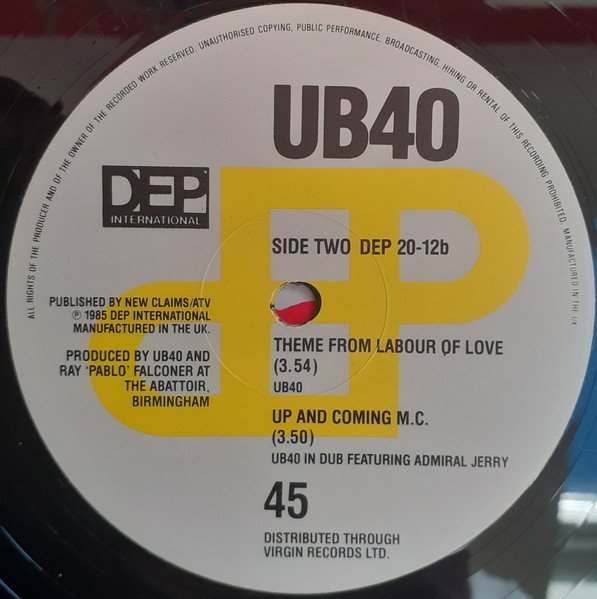 ALL RIGHTS OF THE PRODUCER AND OF THE OWNER OF THE RECORDED WORK RESERVED. UNAUTHORISED COPYING, PUBLIC PERFORMANCE, BROADCASTING, HIRING OR RENTAL OF THIS RECORDING PROHIBITED. MANUFACTURED IN THE UK
UB40
DEP
INTERNATIONAL
SIDE TWO DEP 20-12b
PUBLISHED BY NEW CLAIMS/ATV
℗ 1985 DEP INTERNATIONAL
MANUFACTURED IN THE UK.
PRODUCED BY UB40 AND
RAY 'PABLO' FALCONER AT
THE ABATTOIR,
BIRMINGHAM
THEME FROM LABOUR OF LOVE
(3.54)
UB40
UP AND COMING M.C.
(3.50)
UB40 IN DUB FEATURING ADMIRAL JERRY
45
DISTRIBUTED THROUGH
VIRGIN RECORDS LTD.